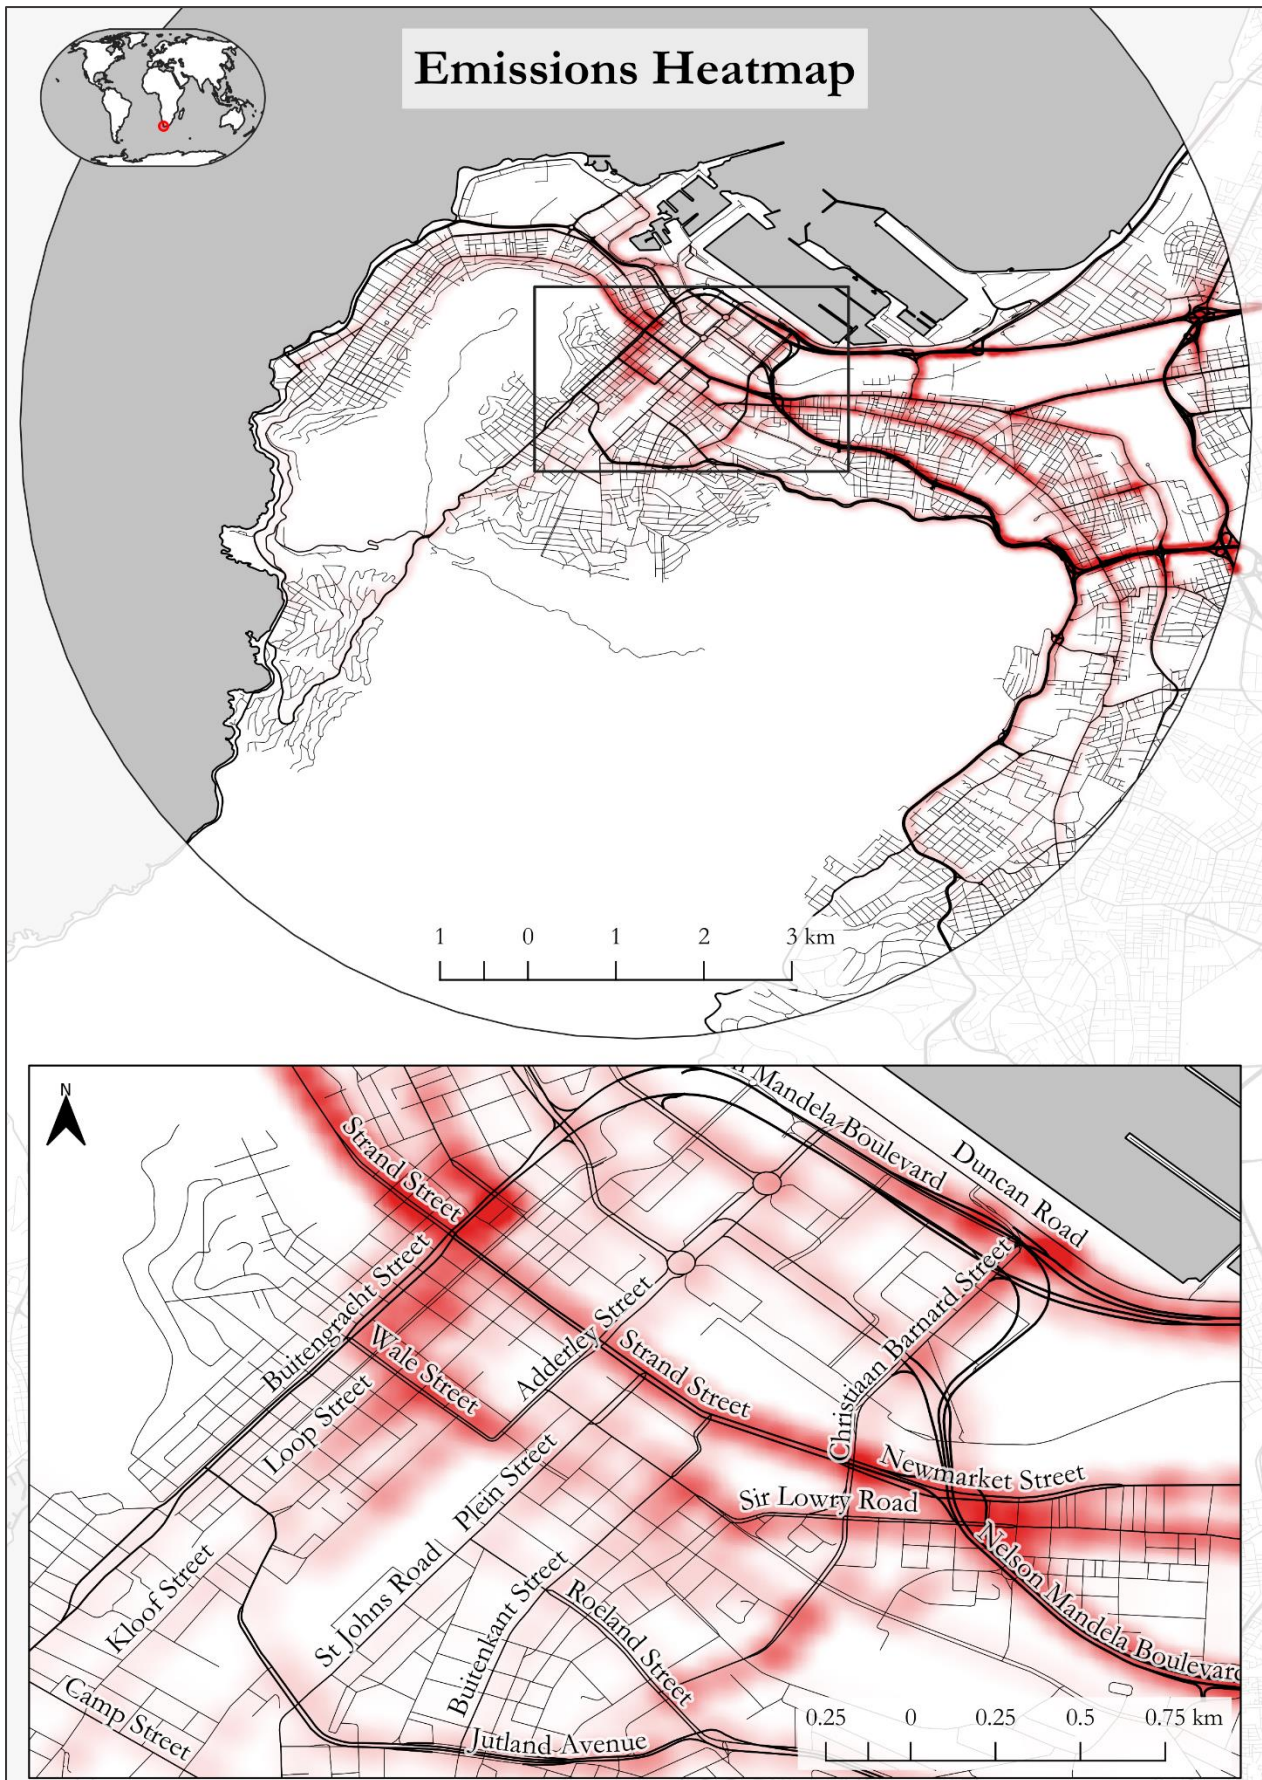 Emissions Heatmap
1 0 1 2 3 km
N
n Mandela Boulevard
Duncan Road
Strand Street
Buitengracht Street
Wale Street
Adderley Street
Strand Street
Christiaan Barnard Street
Loop Street
Plein Street
Newmarket Street
Sir Lowry Road
Kloof Street
St Johns Road
Buitenkant Street
Roeland Street
Nelson Mandela Boulevard
Camp Street
Jutland Avenue
0.25 0 0.25 0.5 0.75 km